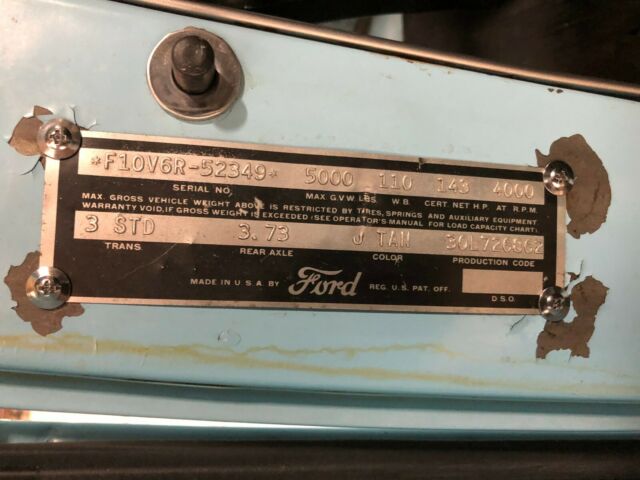 *F10V6R-52349* 5000 110 143 4000
SERIAL NO. MAX. G.V.W. LBS. W.B. CERT. NET H.P. AT R.P.M.
MAX. GROSS VEHICLE WEIGHT ABOVE IS RESTRICTED BY TIRES, SPRINGS AND AUXILIARY EQUIPMENT
WARRANTY VOID, IF GROSS WEIGHT IS EXCEEDED (SEE OPERATOR'S MANUAL FOR LOAD CAPACITY CHART).
3 STD 3.73 J TAN
TRANS. REAR AXLE COLOR PRODUCTION CODE
MADE IN U.S.A. BY Ford REG. U.S. PAT. OFF.
D.S.O.